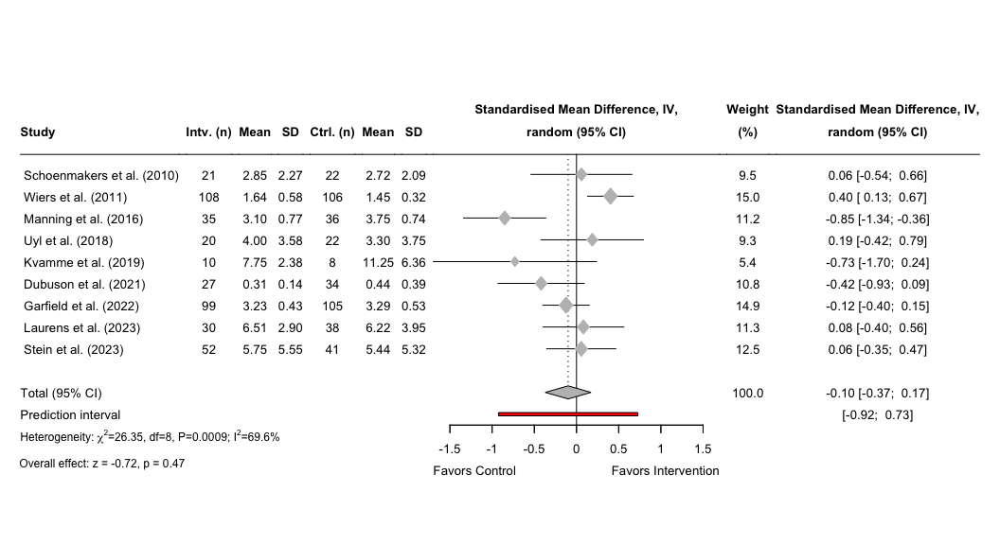 Standardised Mean Difference, IV, Weight Standardised Mean Difference, IV,
Study Intv. (n) Mean SD Ctrl. (n) Mean SD random (95% CI) (%) random (95% CI)
Schoenmakers et al. (2010) 21 2.85 2.27 22 2.72 2.09 9.5 0.06 [-0.54; 0.66]
Wiers et al. (2011) 108 1.64 0.58 106 1.45 0.32 15.0 0.40 [ 0.13; 0.67]
Manning et al. (2016) 35 3.10 0.77 36 3.75 0.74 11.2 -0.85 [-1.34; -0.36]
Uyl et al. (2018) 20 4.00 3.58 22 3.30 3.75 9.3 0.19 [-0.42; 0.79]
Kvamme et al. (2019) 10 7.75 2.38 8 11.25 6.36 5.4 -0.73 [-1.70; 0.24]
Dubuson et al. (2021) 27 0.31 0.14 34 0.44 0.39 10.8 -0.42 [-0.93; 0.09]
Garfield et al. (2022) 99 3.23 0.43 105 3.29 0.53 14.9 -0.12 [-0.40; 0.15]
Laurens et al. (2023) 30 6.51 2.90 38 6.22 3.95 11.3 0.08 [-0.40; 0.56]
Stein et al. (2023) 52 5.75 5.55 41 5.44 5.32 12.5 0.06 [-0.35; 0.47]
Total (95% CI) 100.0 -0.10 [-0.37; 0.17]
Prediction interval [-0.92; 0.73]
Heterogeneity: χ²=26.35, df=8, P=0.0009; I²=69.6%
-1.5 -1 -0.5 0 0.5 1 1.5
Overall effect: z = -0.72, p = 0.47
Favors Control Favors Intervention